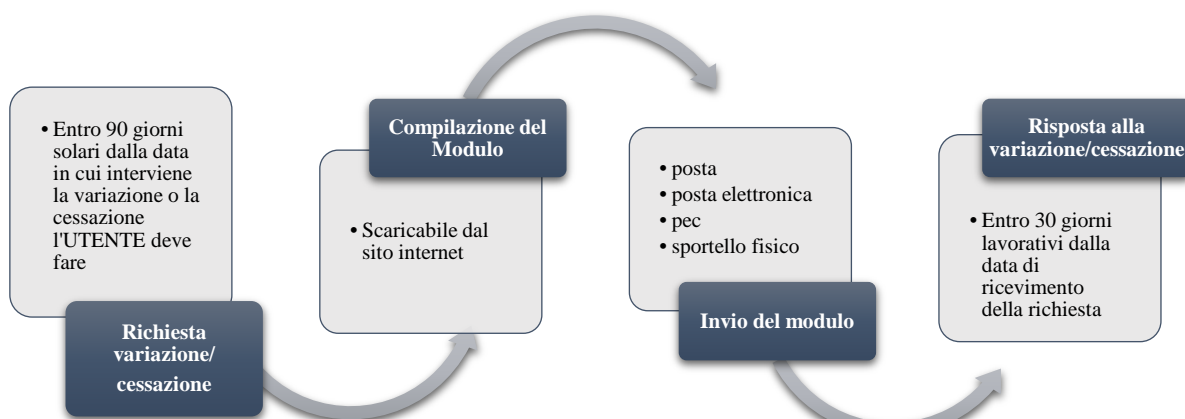 • Entro 90 giorni
solari dalla data
in cui interviene
la variazione o la
cessazione
l'UTENTE deve
fare
Richiesta
variazione/
cessazione
Compilazione del
Modulo
• Scaricabile dal
sito internet
• posta
• posta elettronica
• pec
• sportello fisico
Invio del modulo
Risposta alla
variazione/cessazione
• Entro 30 giorni
lavorativi dalla
data di
ricevimento
della richiesta